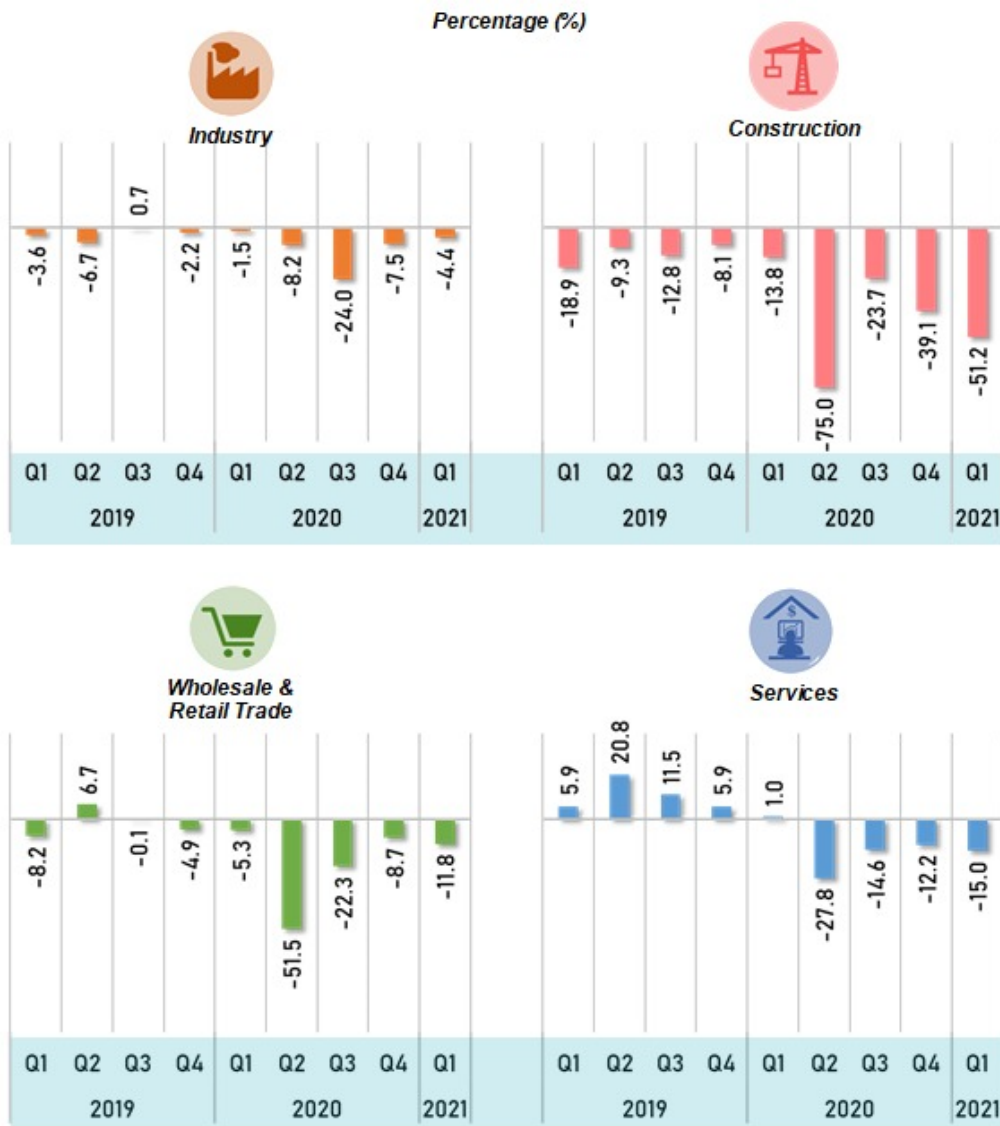 Percentage (%)
Industry
-3.6 -6.7 0.7 -2.2 -1.5 -8.2 -24.0 -7.5 -4.4
Q1 Q2 Q3 Q4 Q1 Q2 Q3 Q4 Q1
2019 2020 2021
Construction
-18.9 -9.3 -12.8 -8.1 -13.8 -75.0 -23.7 -39.1 -51.2
Q1 Q2 Q3 Q4 Q1 Q2 Q3 Q4 Q1
2019 2020 2021
Wholesale &
Retail Trade
-8.2 6.7 -0.1 -4.9 -5.3 -51.5 -22.3 -8.7 -11.8
Q1 Q2 Q3 Q4 Q1 Q2 Q3 Q4 Q1
2019 2020 2021
$
Services
5.9 20.8 11.5 5.9 1.0 -27.8 -14.6 -12.2 -15.0
Q1 Q2 Q3 Q4 Q1 Q2 Q3 Q4 Q1
2019 2020 2021